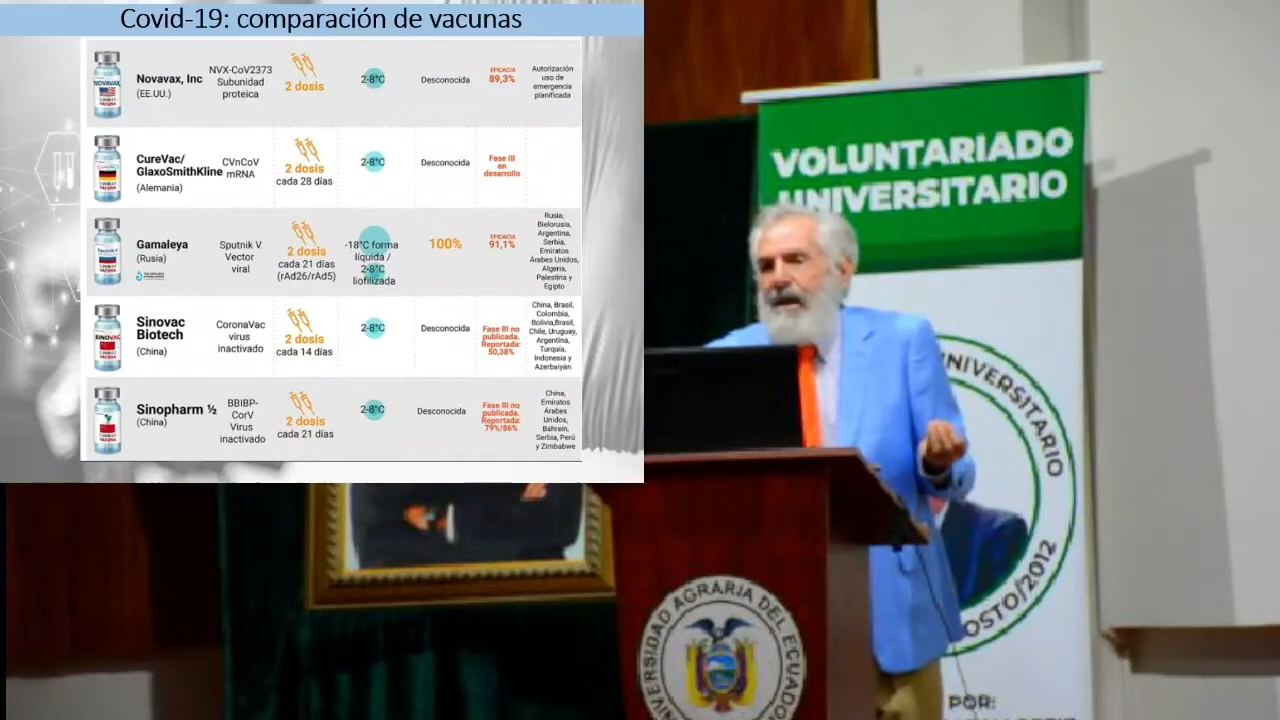 Covid-19: comparación de vacunas
NOVAVAX
Novavax, Inc
(EE.UU.)
NVX-CoV2373
Subunidad
proteica
2 dosis
2-8°C
Desconocida
EFICACIA
89,3%
Autorización
uso de
emergencia
planificada
CureVac/
GlaxoSmithKline
(Alemania)
CVnCoV
mRNA
2 dosis
cada 28 días
2-8°C
Desconocida
Fase III
en
desarrollo
Gamaleya
(Rusia)
Sputnik V
Vector
viral
2 dosis
cada 21 días
(rAd26/rAd5)
-18°C forma
líquida /
2-8°C
liofilizada
100%
EFICACIA
91,1%
Rusia,
Bielorusia,
Argentina,
Serbia,
Emiratos
Árabes Unidos,
Algeria,
Palestina y
Egipto
SINOVAC
Sinovac
Biotech
(China)
CoronaVac
virus
inactivado
2 dosis
cada 14 días
2-8°C
Desconocida
Fase III no
publicada.
Reportada:
50,38%
China, Brasil,
Colombia,
Bolivia,Brasil,
Chile, Uruguay,
Argentina,
Turquía,
Indonesia y
Azerbaiyán
Sinopharm ½
(China)
BBIBP-
CorV
Virus
inactivado
2 dosis
cada 21 días
2-8°C
Desconocida
Fase III no
publicada.
Reportada:
79%/86%
China,
Emiratos
Árabes
Unidos,
Bahrein,
Serbia, Perú
y Zimbabwe
VOLUNTARIADO
UNIVERSITARIO
UNIVERSITARIO
OSTO/2012
POR:
UNIVERSIDAD AGRARIA DEL ECUADOR